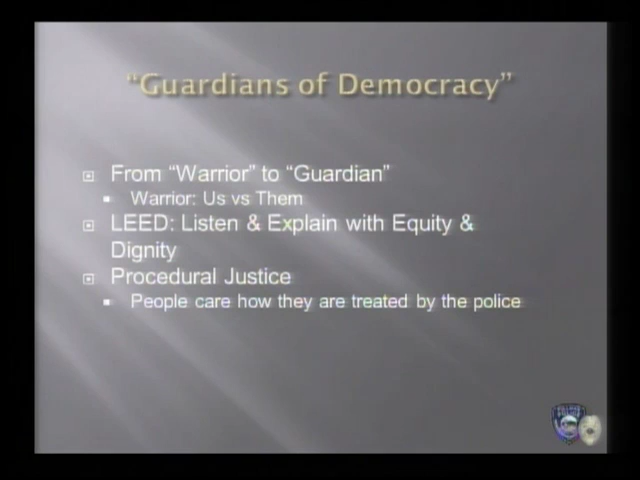 “Guardians of Democracy”
From “Warrior” to “Guardian”
Warrior: Us vs Them
LEED: Listen & Explain with Equity &
Dignity
Procedural Justice
People care how they are treated by the police